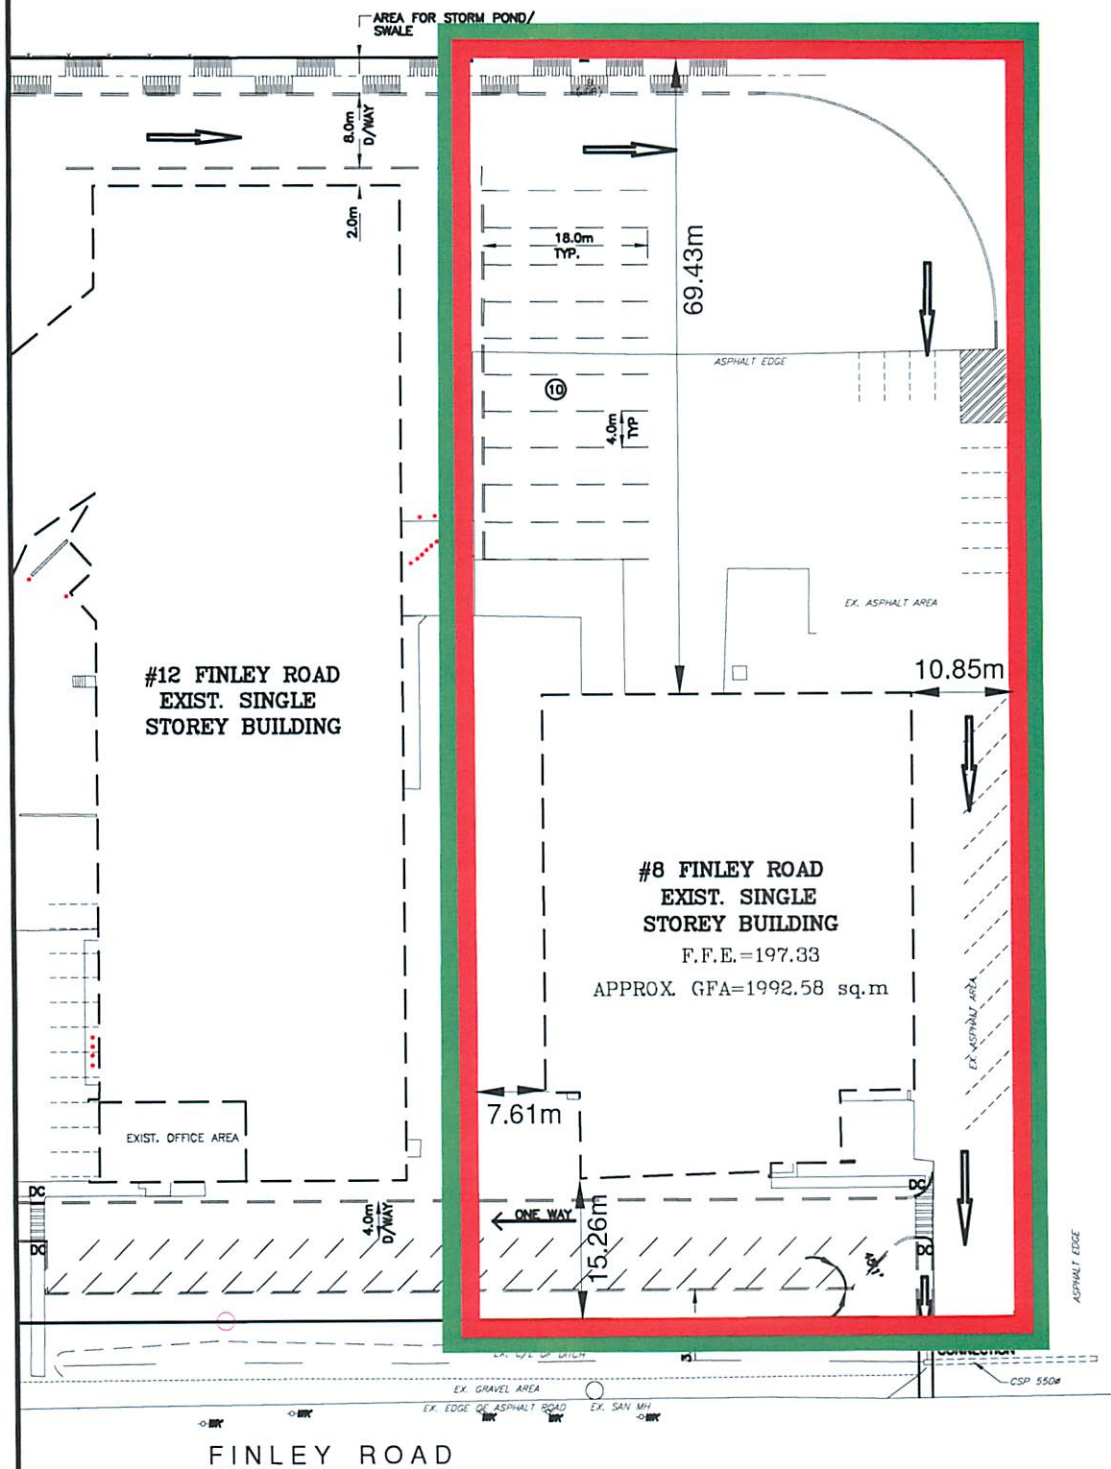 AREA FOR STORM POND/
SWALE
8.0m
D/WAY
2.0m
18.0m
TYP.
69.43m
ASPHALT EDGE
10
4.0m
TYP
EX. ASPHALT AREA
10.85m
#12 FINLEY ROAD
EXIST. SINGLE
STOREY BUILDING
#8 FINLEY ROAD
EXIST. SINGLE
STOREY BUILDING
F.F.E.=197.33
APPROX. GFA=1992.58 sq.m
EX. ASPHALT AREA
7.61m
EXIST. OFFICE AREA
DC
DC
4.0m
D/WAY
ONE WAY
15.26m
DC
DC
ASPHALT EDGE
CONNECTION
EX. C/L OF DITCH
CSP 550ø
EX. GRAVEL AREA
EX. EDGE OF ASPHALT ROAD
EX. SAN MH
FINLEY ROAD